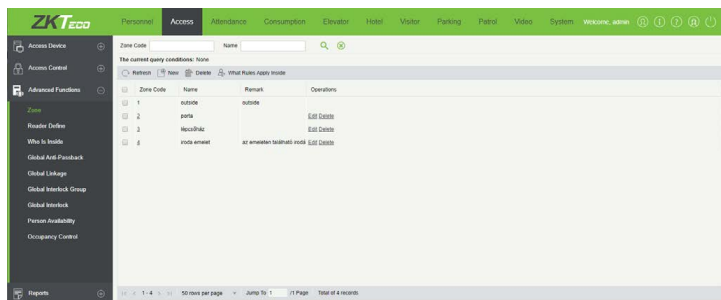 ZKTeco
Personnel Access Attendance Consumption Elevator Hotel Visitor Parking Patrol Video System Welcome, admin
Access Device
Access Control
Advanced Functions
Zone
Reader Define
Who Is Inside
Global Anti-Passback
Global Linkage
Global Interlock Group
Global Interlock
Person Availability
Occupancy Control
Reports
Zone Code Name
The current query conditions: None
Refresh New Delete What Rules Apply Inside
Zone Code Name Remark Operations
1 outside outside
2 porta Edit Delete
3 lépcsőház Edit Delete
4 iroda emelet az emeleten található irodá Edit Delete
1-4 50 rows per page Jump To 1 /1 Page Total of 4 records